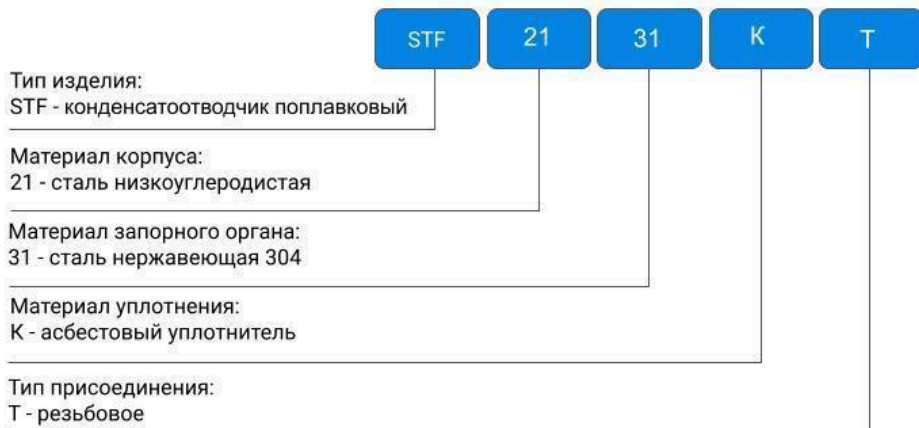 STF 21 31 К Т
Тип изделия:
STF - конденсатоотводчик поплавковый
Материал корпуса:
21 - сталь низкоуглеродистая
Материал запорного органа:
31 - сталь нержавеющая 304
Материал уплотнения:
К - асбестовый уплотнитель
Тип присоединения:
Т - резьбовое